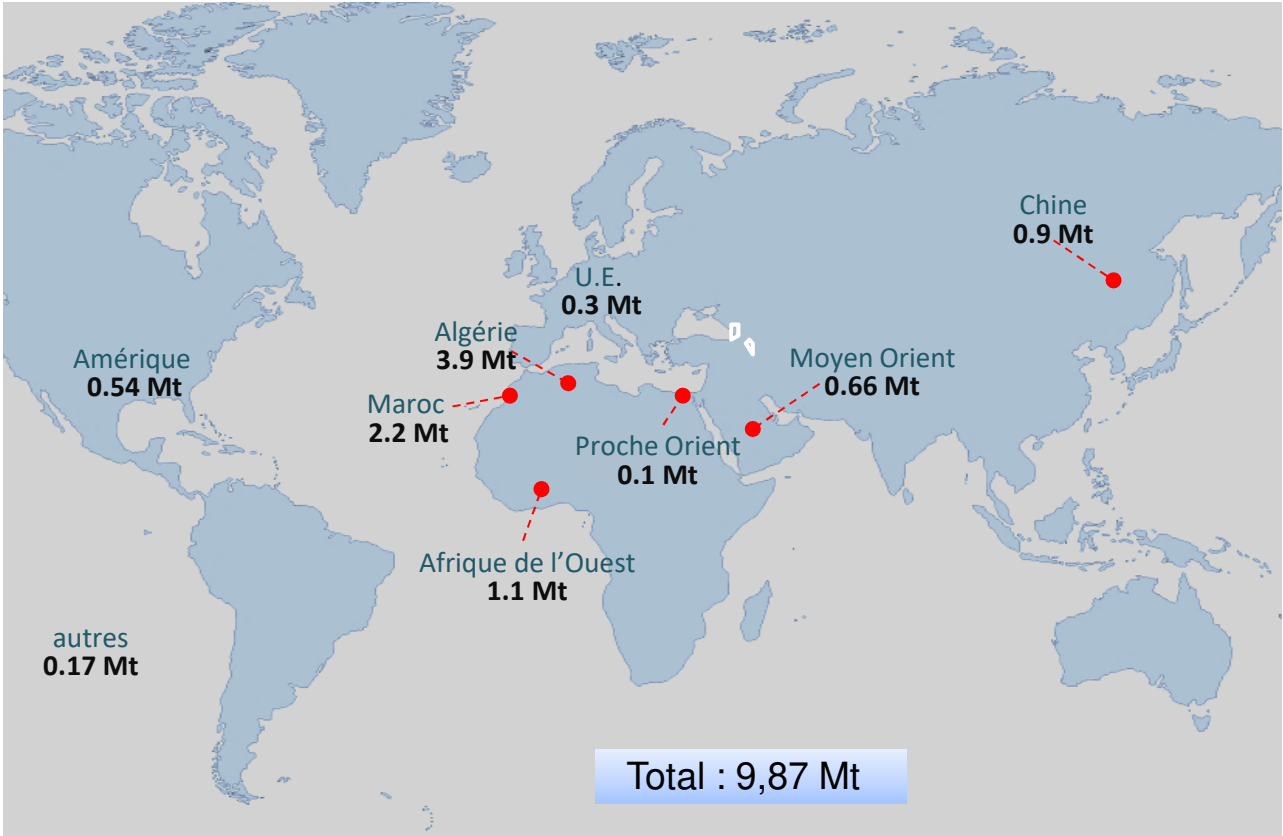 Chine
0.9 Mt
U.E.
0.3 Mt
Algérie
3.9 Mt
Amérique
0.54 Mt
Moyen Orient
0.66 Mt
Maroc
2.2 Mt
Proche Orient
0.1 Mt
Afrique de l’Ouest
1.1 Mt
autres
0.17 Mt
Total : 9,87 Mt